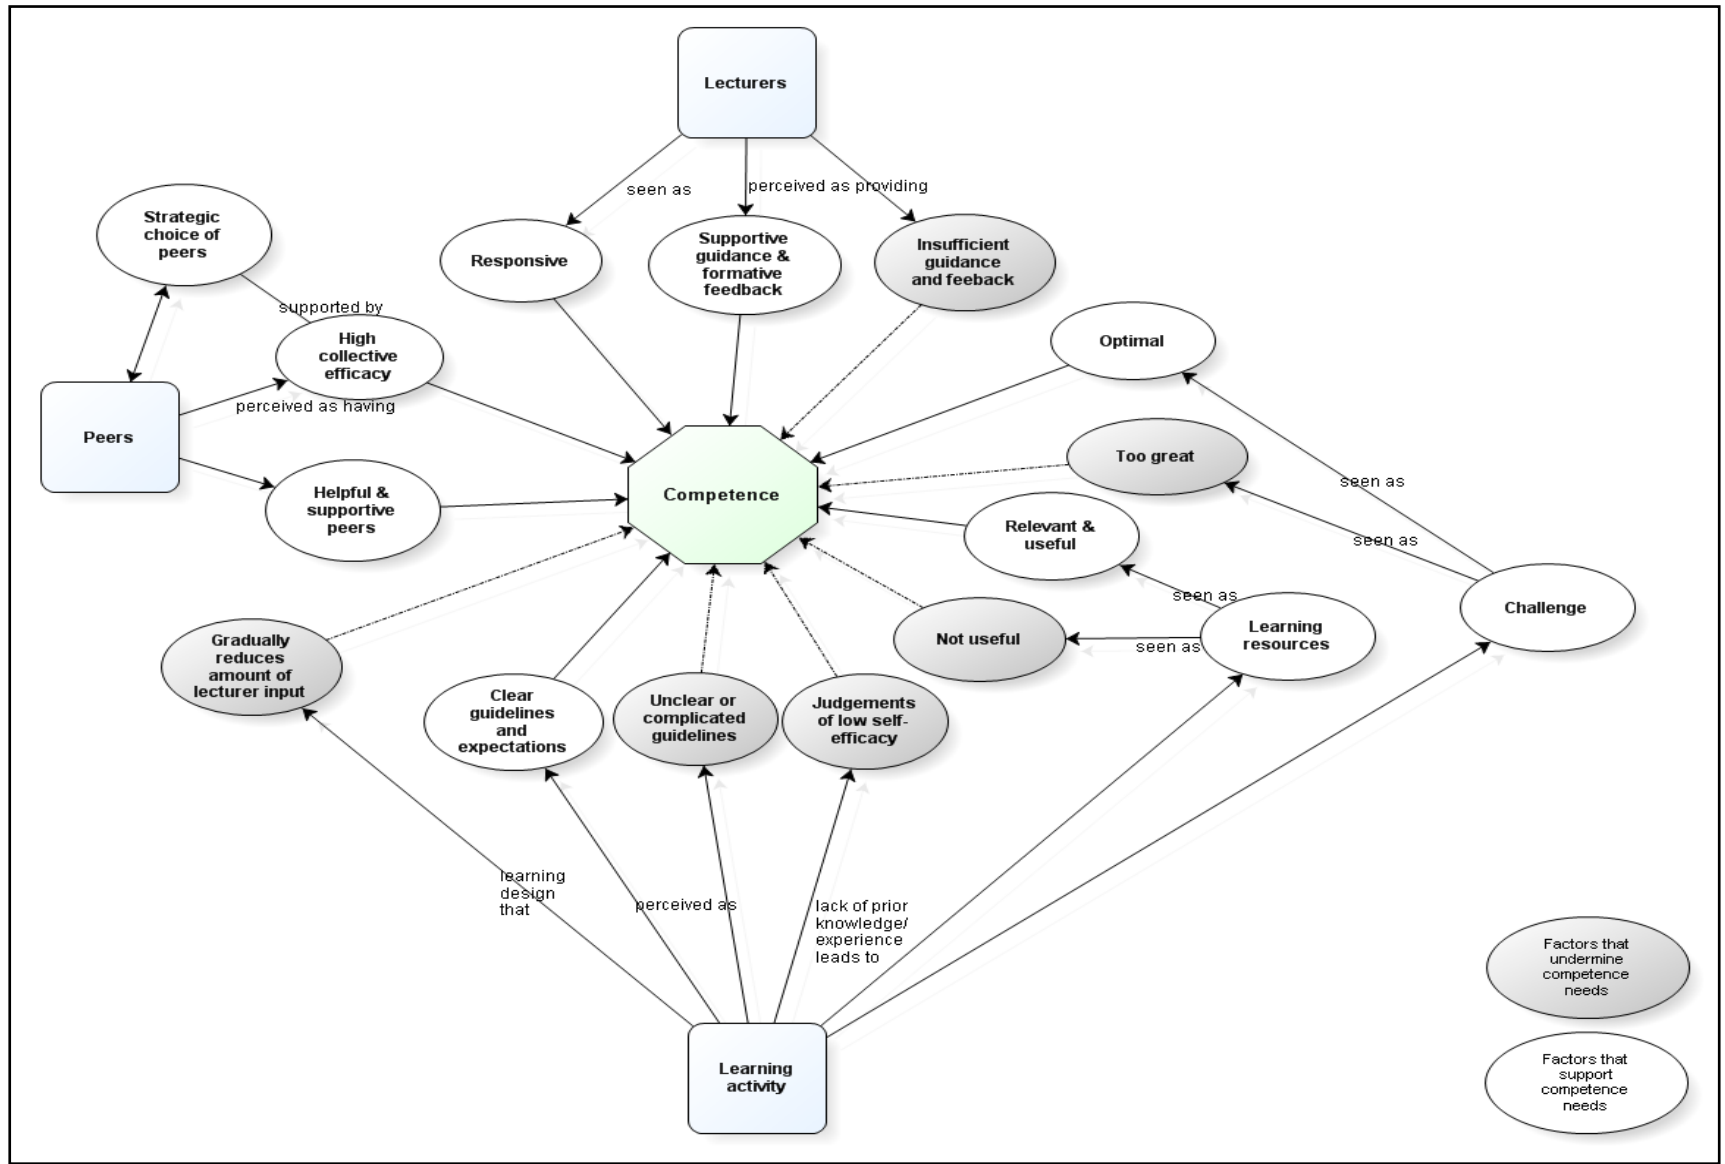 Lecturers
seen as
perceived as providing
Strategic
choice of
peers
Responsive
Supportive
guidance &
formative
feedback
Insufficient
guidance
and feeback
supported by
High
collective
efficacy
Optimal
perceived as having
Peers
Too great
seen as
Helpful &
supportive
peers
Competence
Relevant &
useful
seen as
seen as
Challenge
Gradually
reduces
amount of
lecturer input
Not useful
seen as
Learning
resources
Clear
guidelines
and
expectations
Unclear or
complicated
guidelines
Judgements
of low self-
efficacy
learning
design
that
perceived as
lack of prior
knowledge/
experience
leads to
Factors that
undermine
competence
needs
Learning
activity
Factors that
support
competence
needs